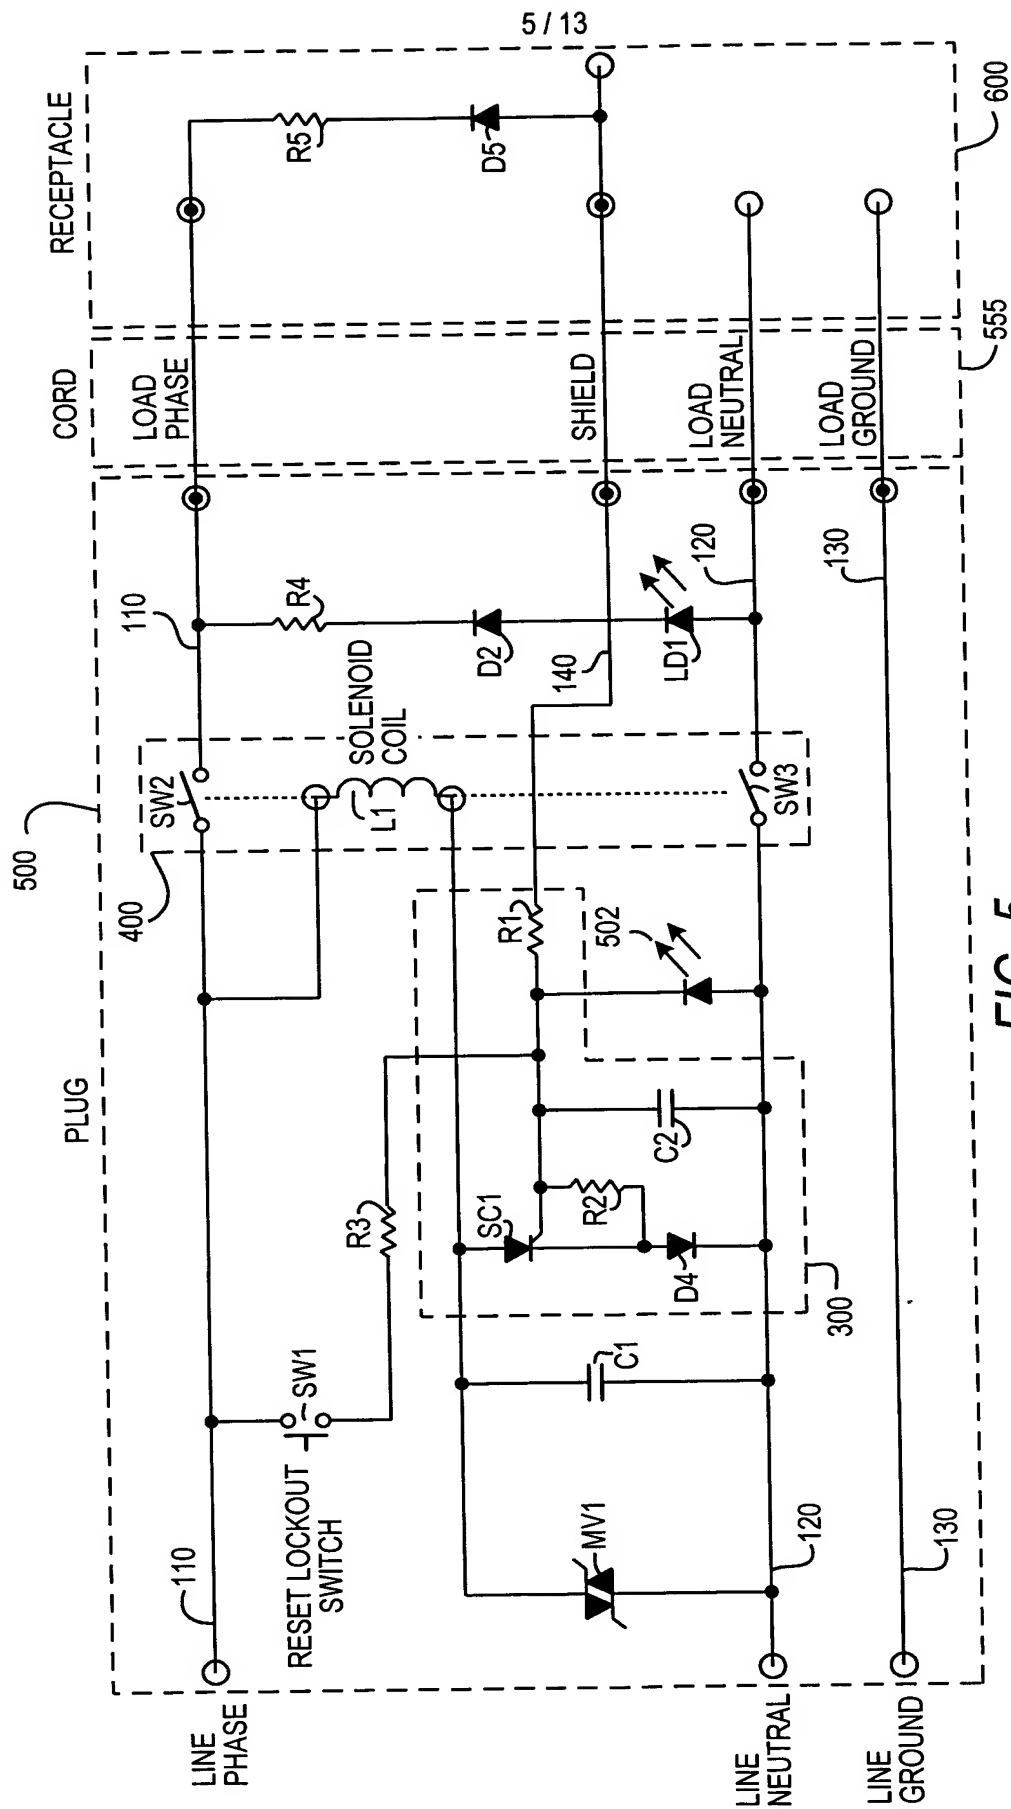 5 / 13
RECEPTACLE
CORD
PLUG
600
555
500
R5
D5
LOAD
PHASE
SHIELD
LOAD
NEUTRAL
LOAD
GROUND
110
R4
D2
140
LD1
120
130
SW2
SOLENOID
COIL
L1
SW3
400
R1
502
R3
SC1
R2
C2
D4
300
C1
SW1
RESET LOCKOUT
SWITCH
MV1
110
120
130
LINE
PHASE
LINE
NEUTRAL
LINE
GROUND
FIG. 5